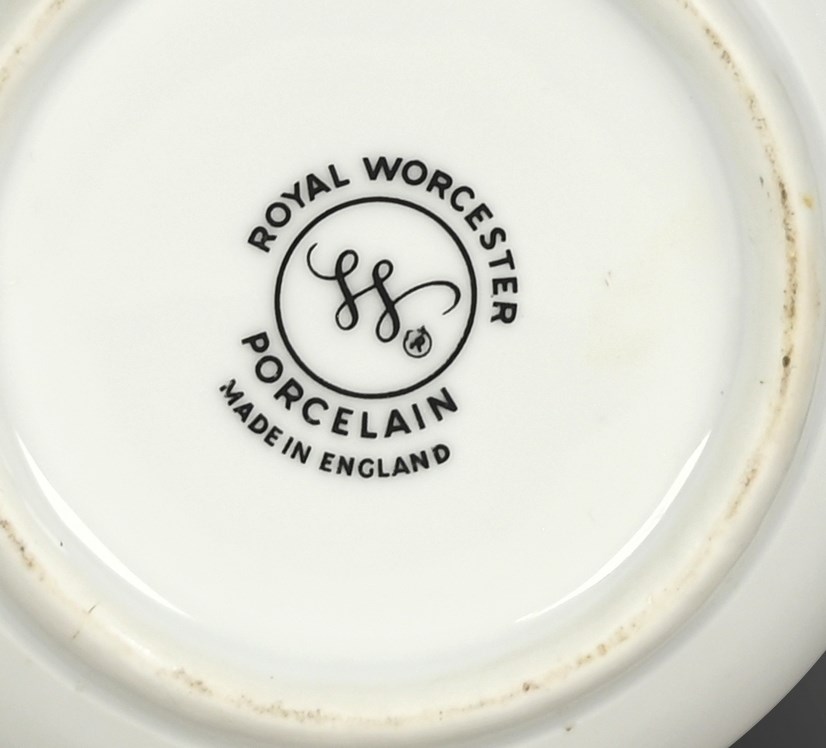 ROYAL WORCESTER
W
®
PORCELAIN
MADE IN ENGLAND